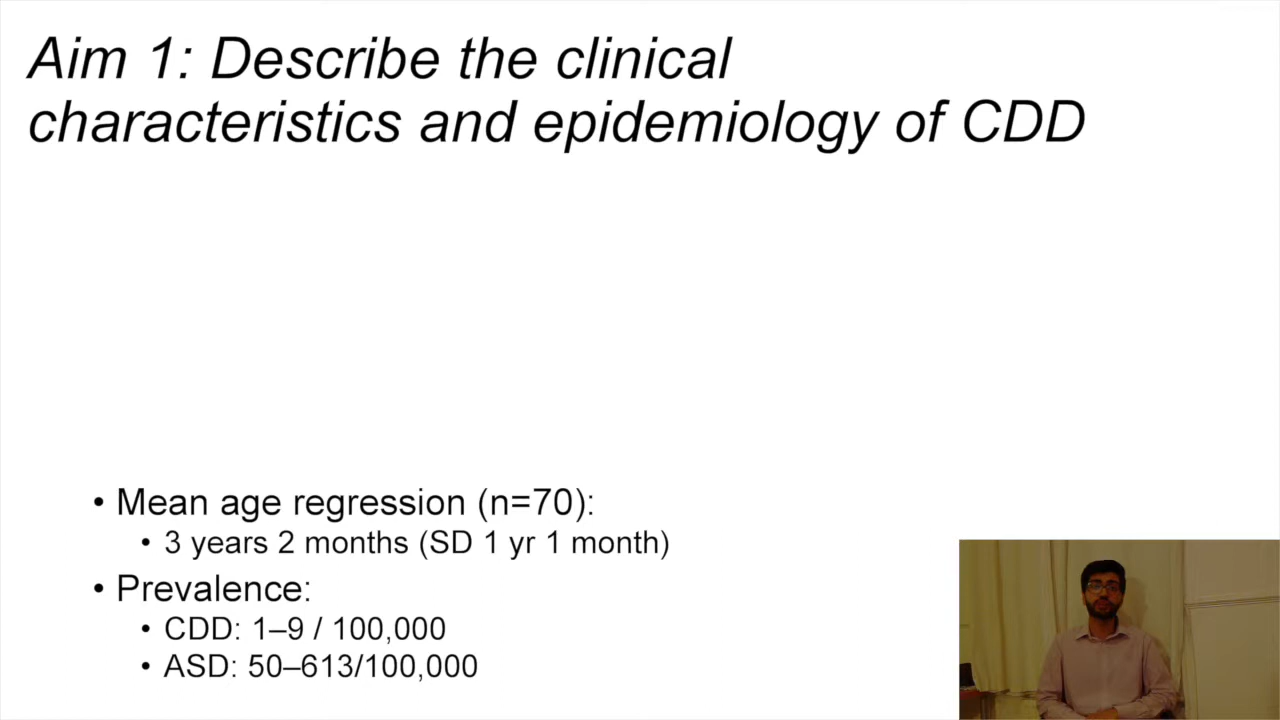 Aim 1: Describe the clinical
characteristics and epidemiology of CDD
• Mean age regression (n=70):
• 3 years 2 months (SD 1 yr 1 month)
• Prevalence:
• CDD: 1–9 / 100,000
• ASD: 50–613/100,000